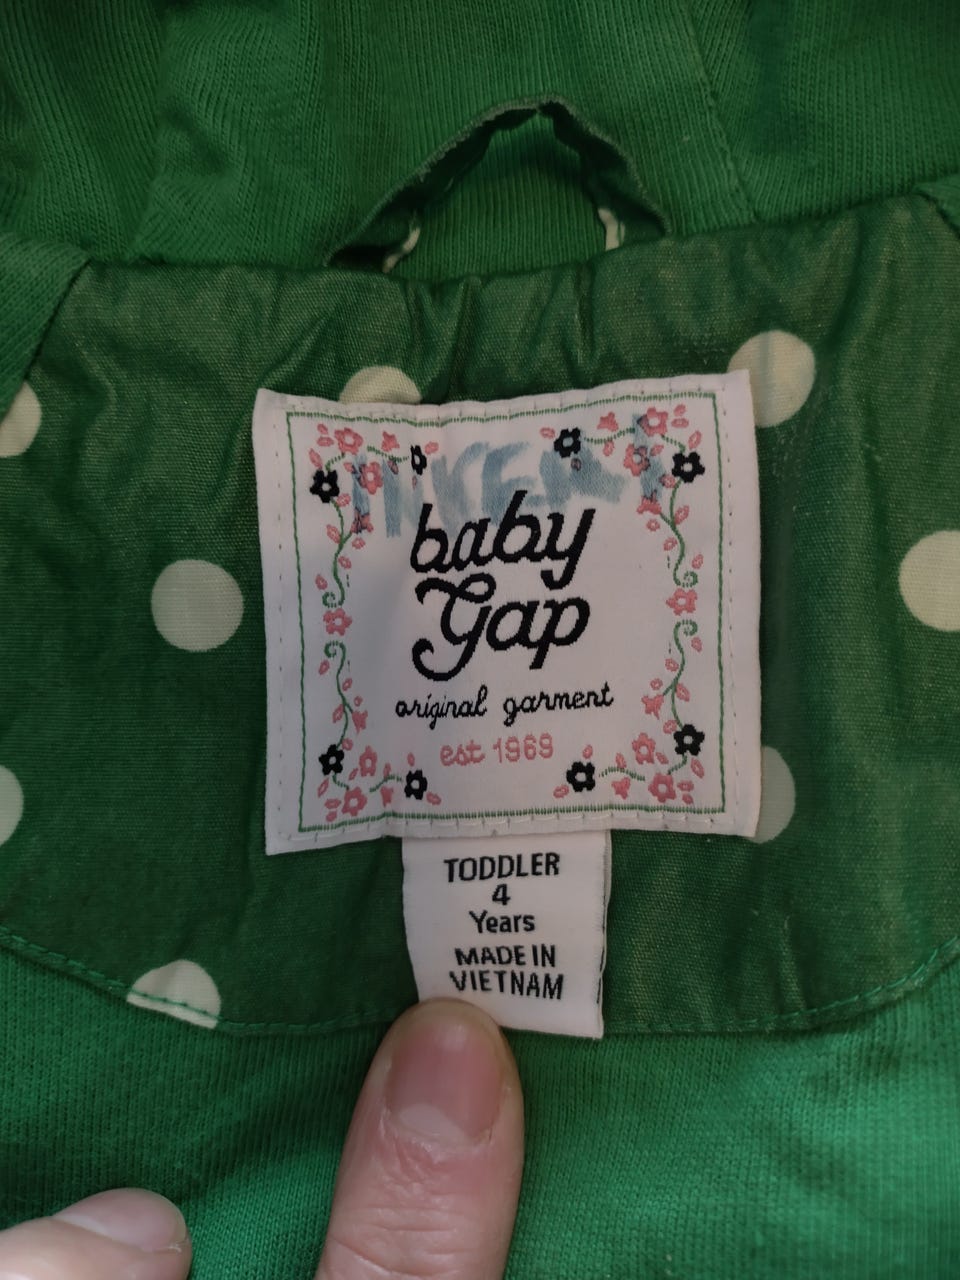 baby
Gap
original garment
est 1969
TODDLER
4
Years
MADE IN
VIETNAM